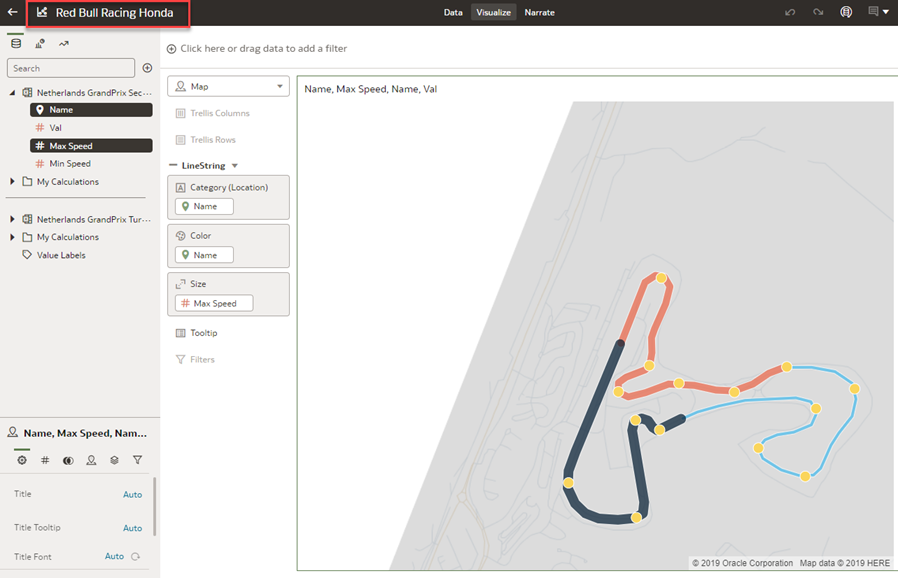 Red Bull Racing Honda
Data
Visualize
Narrate
Click here or drag data to add a filter
Search
Netherlands GrandPrix Sec...
Name
Val
Max Speed
Min Speed
My Calculations
Netherlands GrandPrix Tur...
My Calculations
Value Labels
Map
Trellis Columns
Trellis Rows
LineString
Category (Location)
Name
Color
Name
Size
Max Speed
Tooltip
Filters
Name, Max Speed, Name, Val
Name, Max Speed, Nam...
Title
Auto
Title Tooltip
Auto
Title Font
Auto
© 2019 Oracle Corporation Map data © 2019 HERE